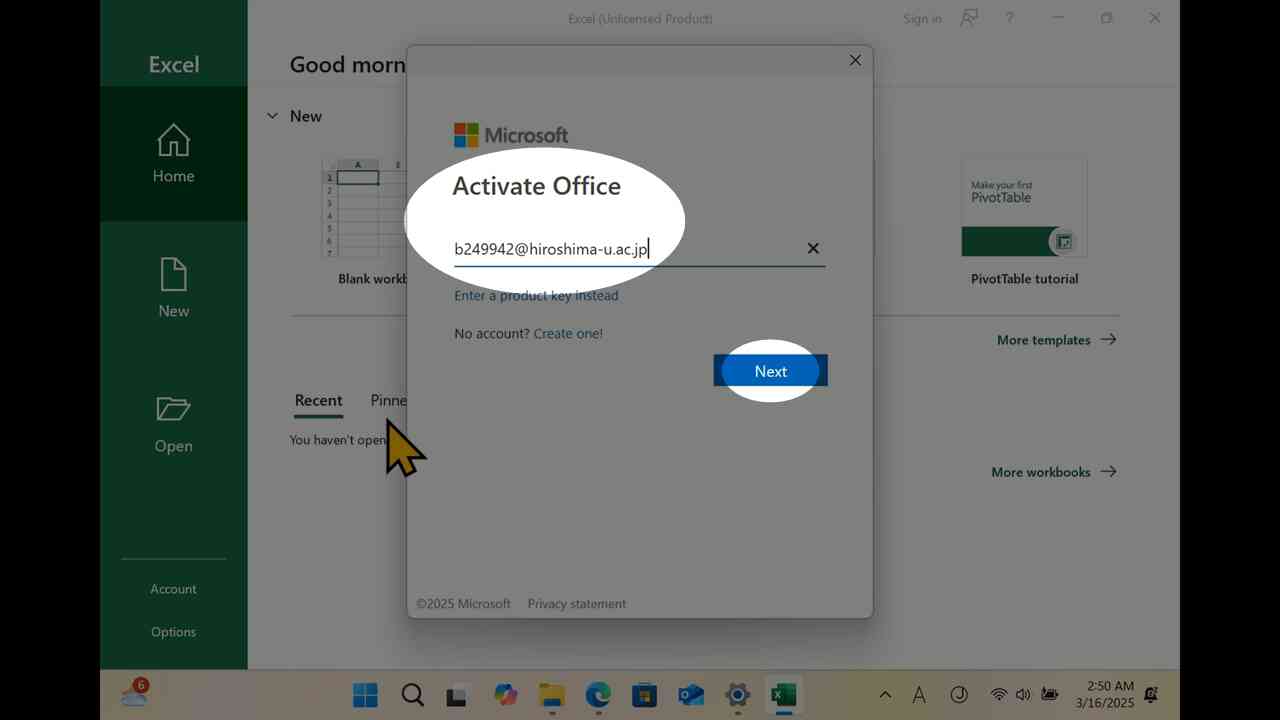 Excel (Unlicensed Product)
Sign in
?
Excel
Good morn
Home
New
A
1
2
3
4
5
6
7
Blank workb
Make your first
PivotTable
PivotTable tutorial
New
More templates
Recent
Pinne
You haven't open
Open
More workbooks
Account
Options
Microsoft
Activate Office
b249942@hiroshima-u.ac.jp
Enter a product key instead
No account? Create one!
Next
©2025 Microsoft
Privacy statement
6
A
2:50 AM
3/16/2025